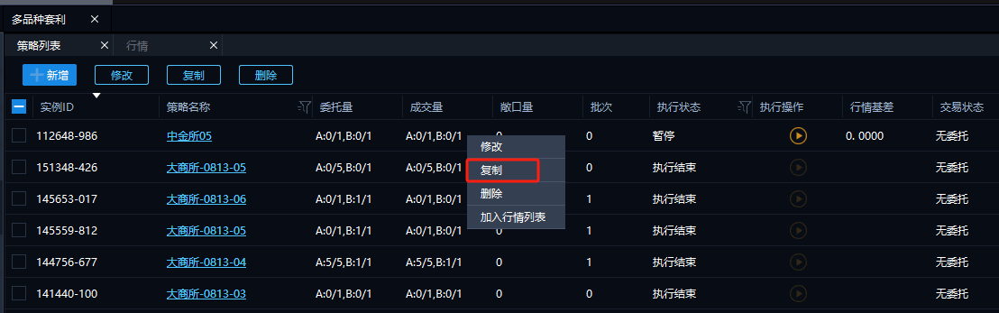 多品种套利
策略列表 行情
新增 修改 复制 删除
实例ID 策略名称 委托量 成交量 敞口量 批次 执行状态 执行操作 行情基差 交易状态
112648-986 中金所05 A:0/1,B:0/1 A:0/1,B:0/1 0 0 暂停 0.0000 无委托
修改
151348-426 大商所-0813-05 A:0/5,B:0/1 A:0/5,B:0/1 0 执行结束 无委托
复制
145653-017 大商所-0813-06 A:0/1,B:1/1 A:0/1,B:0/1 1 执行结束 无委托
删除
加入行情列表
145559-812 大商所-0813-05 A:0/1,B:1/1 A:0/1,B:0/1 0 1 执行结束 无委托
144756-677 大商所-0813-04 A:5/5,B:1/1 A:5/5,B:1/1 0 1 执行结束 无委托
141440-100 大商所-0813-03 A:0/1,B:0/1 A:0/1,B:0/1 0 0 执行结束 无委托